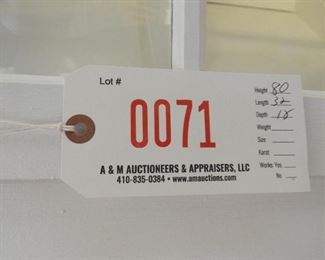 Lot #
0071
A & M AUCTIONEERS & APPRAISERS, LLC
410-835-0384 • www.amauctions.com
Height 80
Length 32
Depth 18
Weight
Size
Karat
Works: Yes
No